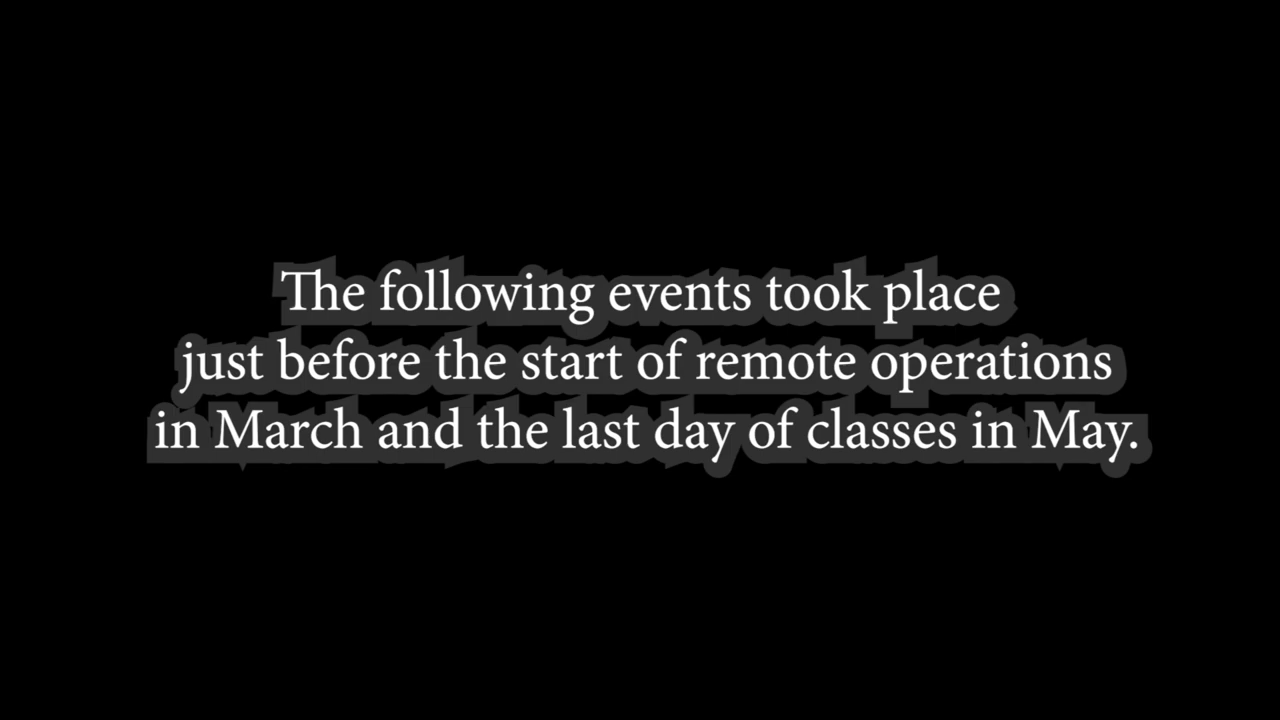 The following events took place
just before the start of remote operations
in March and the last day of classes in May.